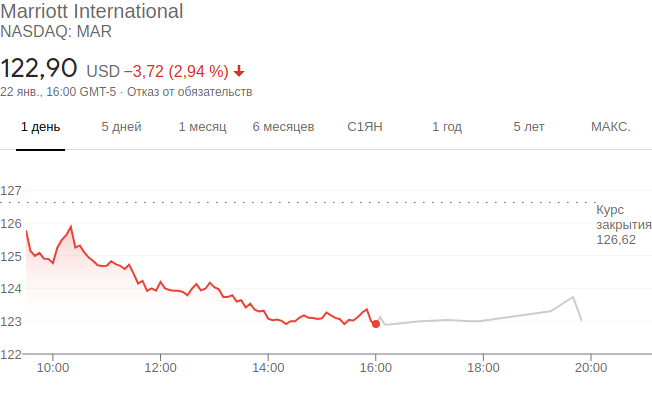 Marriott International
NASDAQ: MAR
122,90 USD −3,72 (2,94 %)
22 янв., 16:00 GMT-5 · Отказ от обязательств
1 день 5 дней 1 месяц 6 месяцев С1ЯН 1 год 5 лет МАКС.
127
126
125
124
123
122
Курс
закрытия
126,62
10:00 12:00 14:00 16:00 18:00 20:00